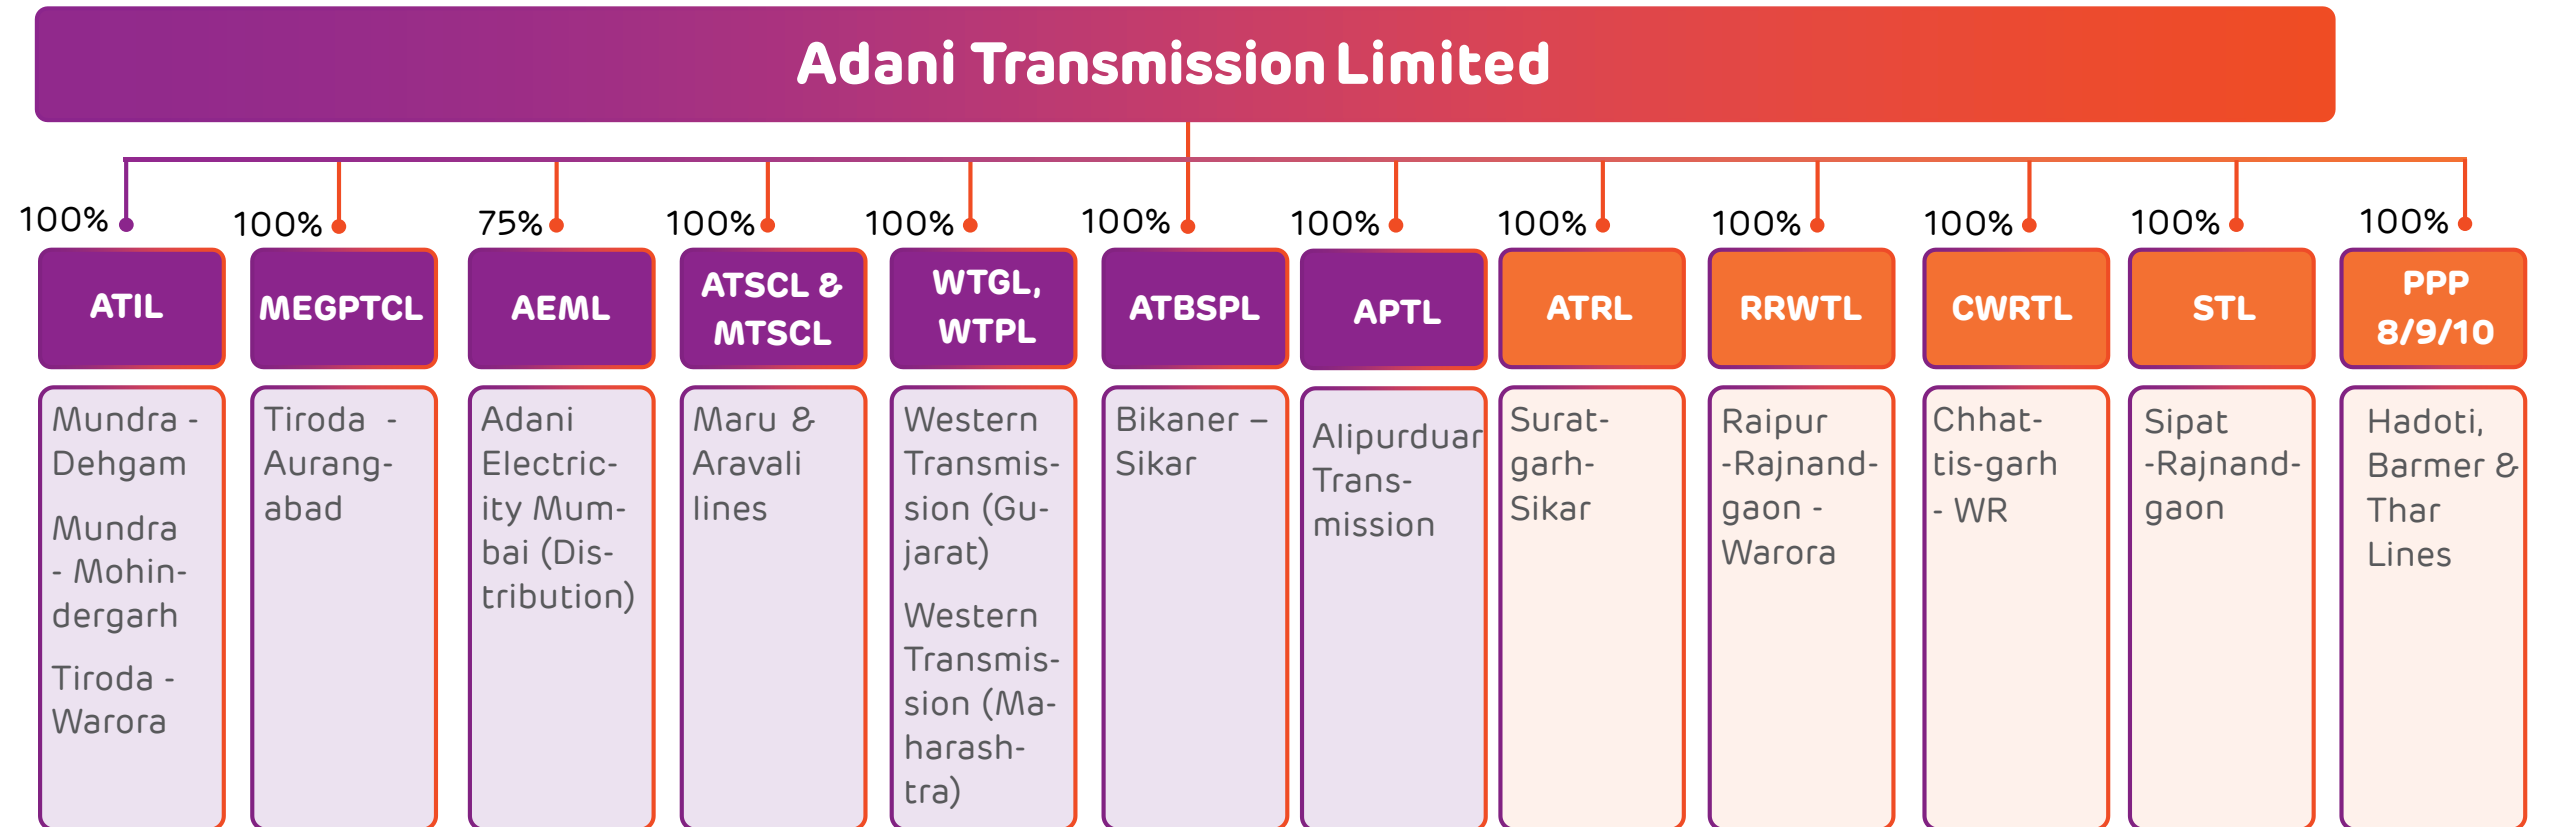 Adani Transmission Limited
100%
100%
75%
100%
100%
100%
100%
100%
100%
100%
100%
100%
ATIL
MEGPTCL
AEML
ATSCL &
MTSCL
WTGL,
WTPL
ATBSPL
APTL
ATRL
RRWTL
CWRTL
STL
PPP
8/9/10
Mundra -
Dehgam
Mundra
- Mohin-
dergarh
Tiroda -
Warora
Tiroda -
Aurang-
abad
Adani
Electric-
ity Mum-
bai (Dis-
tribution)
Maru &
Aravali
lines
Western
Transmis-
sion (Gu-
jarat)
Western
Transmis-
sion (Ma-
harash-
tra)
Bikaner –
Sikar
Alipurduar
Trans-
mission
Surat-
garh-
Sikar
Raipur
-Rajnand-
gaon -
Warora
Chhat-
tis-garh
- WR
Sipat
-Rajnand-
gaon
Hadoti,
Barmer &
Thar
Lines